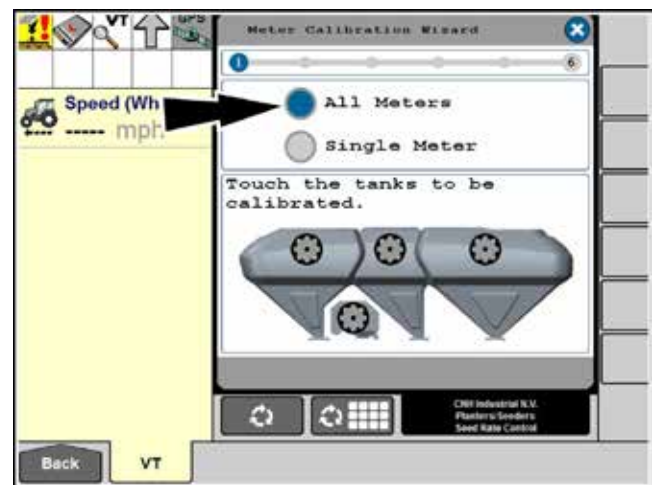 VT
GPS
Meter Calibration Wizard
1
6
Speed (Wh
----- mph
All Meters
Single Meter
Touch the tanks to be
calibrated.
CNH Industrial N.V.
Planters/Seeders
Seed Rate Control
Back
VT